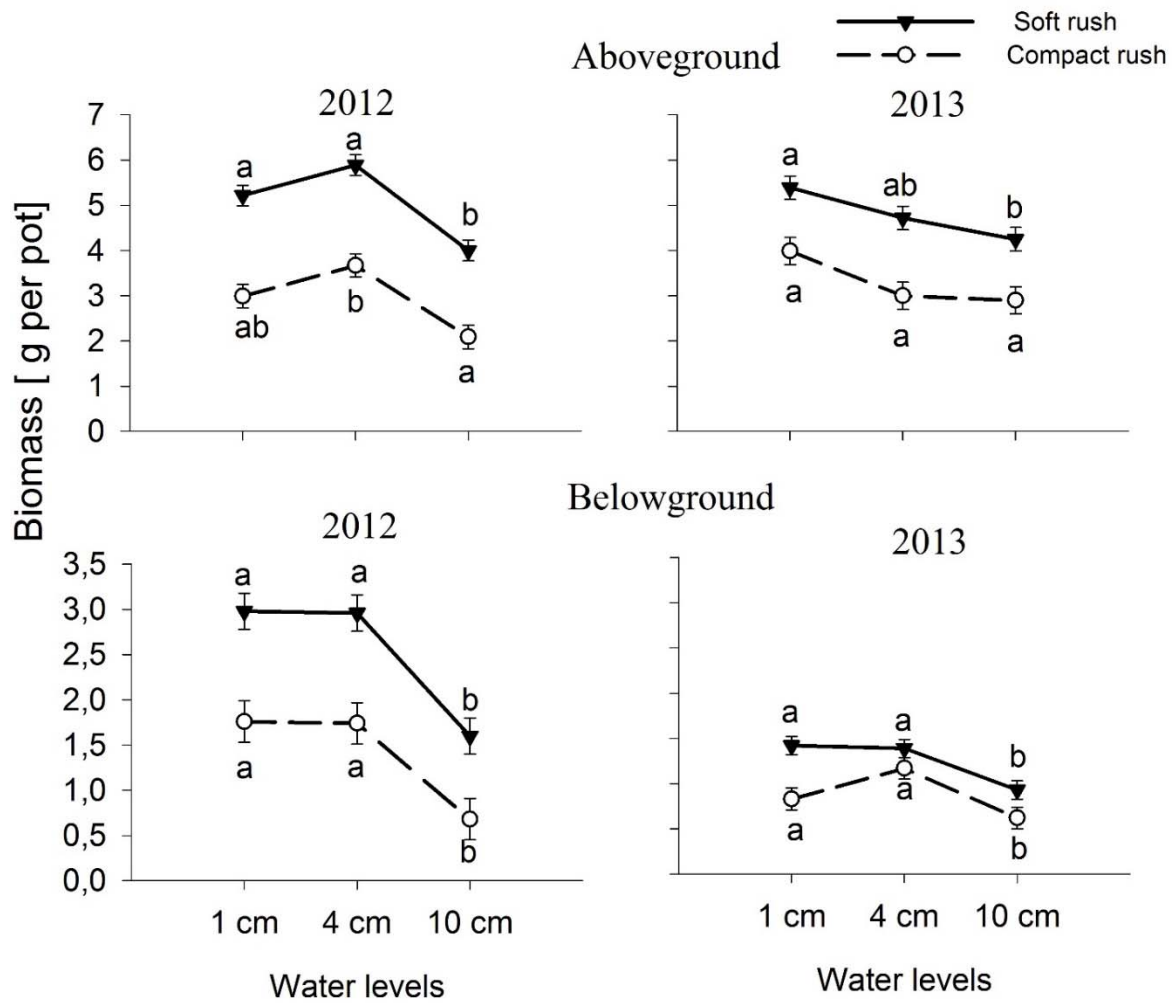 Soft rush
Compact rush
Aboveground
2012
2013
Biomass [ g per pot]
7
6
5
4
3
2
1
0
a
a
b
ab
b
a
a
ab
b
a
a
a
Belowground
2012
2013
3,5
3,0
2,5
2,0
1,5
1,0
0,5
0,0
a
a
b
a
a
b
a
a
b
a
a
b
1 cm 4 cm 10 cm
1 cm 4 cm 10 cm
Water levels
Water levels